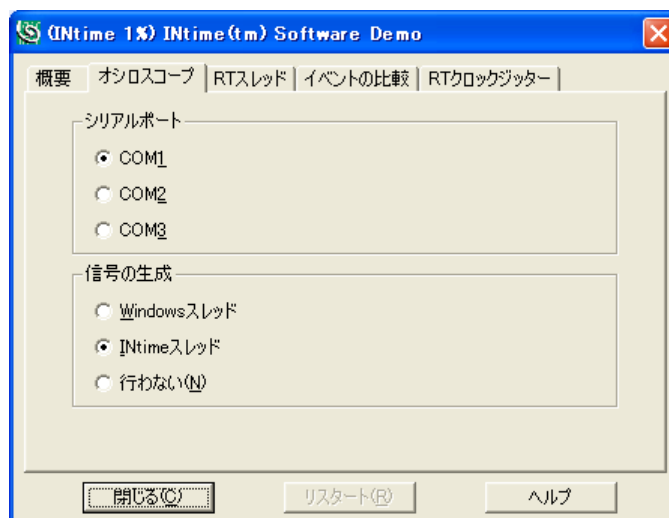 (INtime 1%) INtime(tm) Software Demo
概要 オシロスコープ RTスレッド イベントの比較 RTクロックジッター
シリアルポート
COM1
COM2
COM3
信号の生成
Windowsスレッド
INtimeスレッド
行わない(N)
閉じる(C) リスタート(R) ヘルプ